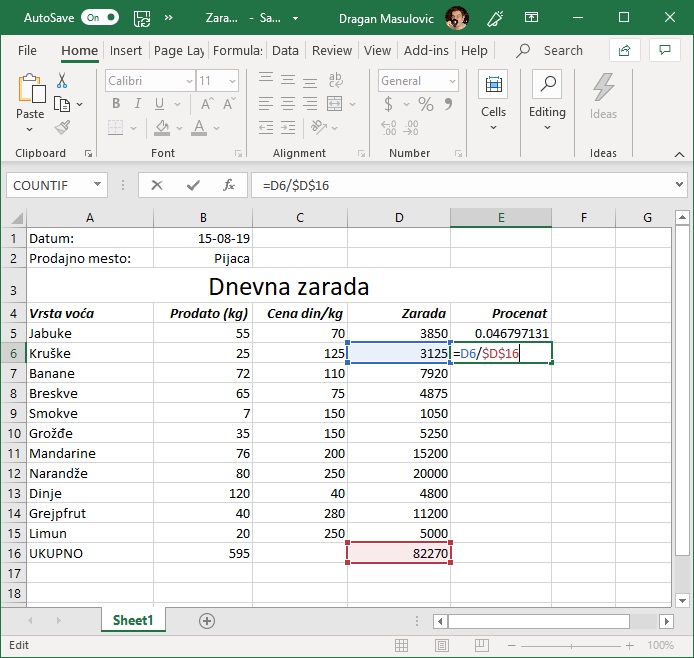 AutoSave On Zara... - Sa... Dragan Masulovic
File Home Insert Page Lay Formula: Data Review View Add-ins Help Search
Calibri 11 ab c General
Paste B I U A A $ % 9 Cells Editing Ideas
Clipboard Font Alignment Number Ideas
COUNTIF fx =D6/$D$16
A B C D E F G
1 Datum: 15-08-19
2 Prodajno mesto: Pijaca
3 Dnevna zarada
4 Vrsta voća Prodato (kg) Cena din/kg Zarada Procenat
5 Jabuke 55 70 3850 0.046797131
6 Kruške 25 125 3125 =D6/$D$16
7 Banane 72 110 7920
8 Breskve 65 75 4875
9 Smokve 7 150 1050
10 Grožđe 35 150 5250
11 Mandarine 76 200 15200
12 Narandže 80 250 20000
13 Dinje 120 40 4800
14 Grejpfrut 40 280 11200
15 Limun 20 250 5000
16 UKUPNO 595 82270
17
18
Sheet1
Edit 100%